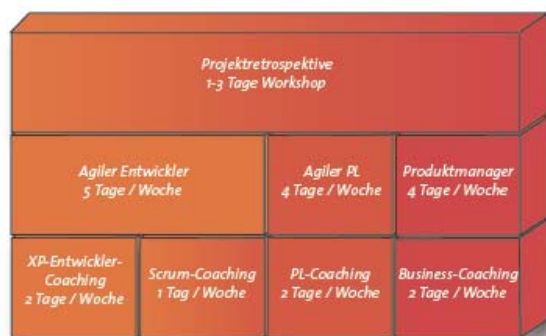 Projektretrospektive
1-3 Tage Workshop
Agiler Entwickler
5 Tage / Woche
Agiler PL
4 Tage / Woche
Produktmanager
4 Tage / Woche
XP-Entwickler-
Coaching
2 Tage / Woche
Scrum-Coaching
1 Tag / Woche
PL-Coaching
2 Tage / Woche
Business-Coaching
2 Tage / Woche